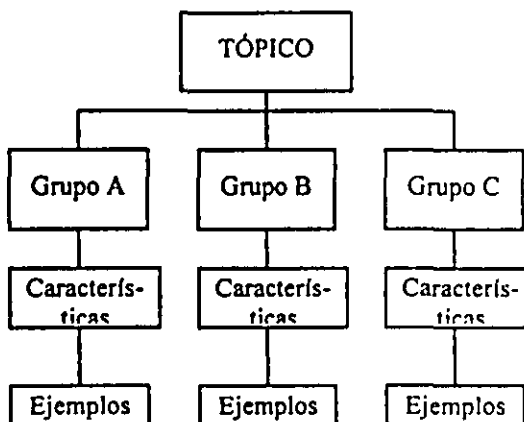 TÓPICO
Grupo A
Grupo B
Grupo C
Caracterís-
ticas
Caracterís-
ticas
Caracterís-
ticas
Ejemplos
Ejemplos
Ejemplos